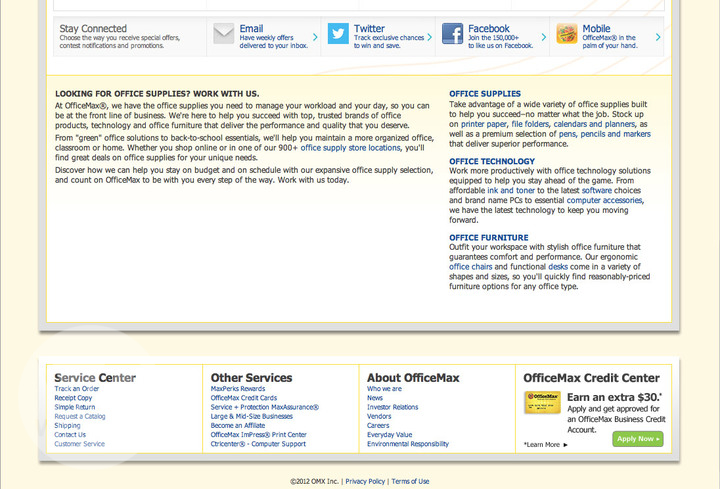 Stay Connected
Choose the way you receive special offers,
contest notifications and promotions.
Email
Have weekly offers
delivered to your inbox.
Twitter
Track exclusive chances
to win and save.
Facebook
Join the 150,000+
to like us on Facebook.
Mobile
OfficeMax® in the
palm of your hand.
LOOKING FOR OFFICE SUPPLIES? WORK WITH US.
At OfficeMax®, we have the office supplies you need to manage your workload and your day, so you can
be at the front line of business. We're here to help you succeed with top, trusted brands of office
products, technology and office furniture that deliver the performance and quality that you deserve.
From "green" office solutions to back-to-school essentials, we'll help you maintain a more organized office,
classroom or home. Whether you shop online or in one of our 900+ office supply store locations, you'll
find great deals on office supplies for your unique needs.
Discover how we can help you stay on budget and on schedule with our expansive office supply selection,
and count on OfficeMax to be with you every step of the way. Work with us today.
OFFICE SUPPLIES
Take advantage of a wide variety of office supplies built
to help you succeed—no matter what the job. Stock up
on printer paper, file folders, calendars and planners, as
well as a premium selection of pens, pencils and markers
that deliver superior performance.
OFFICE TECHNOLOGY
Work more productively with office technology solutions
equipped to help you stay ahead of the game. From
affordable ink and toner to the latest software choices
and brand name PCs to essential computer accessories,
we have the latest technology to keep you moving
forward.
OFFICE FURNITURE
Outfit your workspace with stylish office furniture that
guarantees comfort and performance. Our ergonomic
office chairs and functional desks come in a variety of
shapes and sizes, so you'll quickly find reasonably-priced
furniture options for any office type.
Service Center
Track an Order
Receipt Copy
Simple Return
Request a Catalog
Shipping
Contact Us
Customer Service
Other Services
MaxPerks Rewards
OfficeMax Credit Cards
Service + Protection MaxAssurance®
Large & Mid-Size Businesses
Become an Affiliate
OfficeMax ImPress® Print Center
Ctrlcenter® - Computer Support
About OfficeMax
Who we are
News
Investor Relations
Vendors
Careers
Everyday Value
Environmental Responsibility
OfficeMax Credit Center
OfficeMax
Earn an extra $30.*
Apply and get approved for
an OfficeMax Business Credit
Account.
*Learn More ►
Apply Now ►
©2012 OMX Inc. | Privacy Policy | Terms of Use